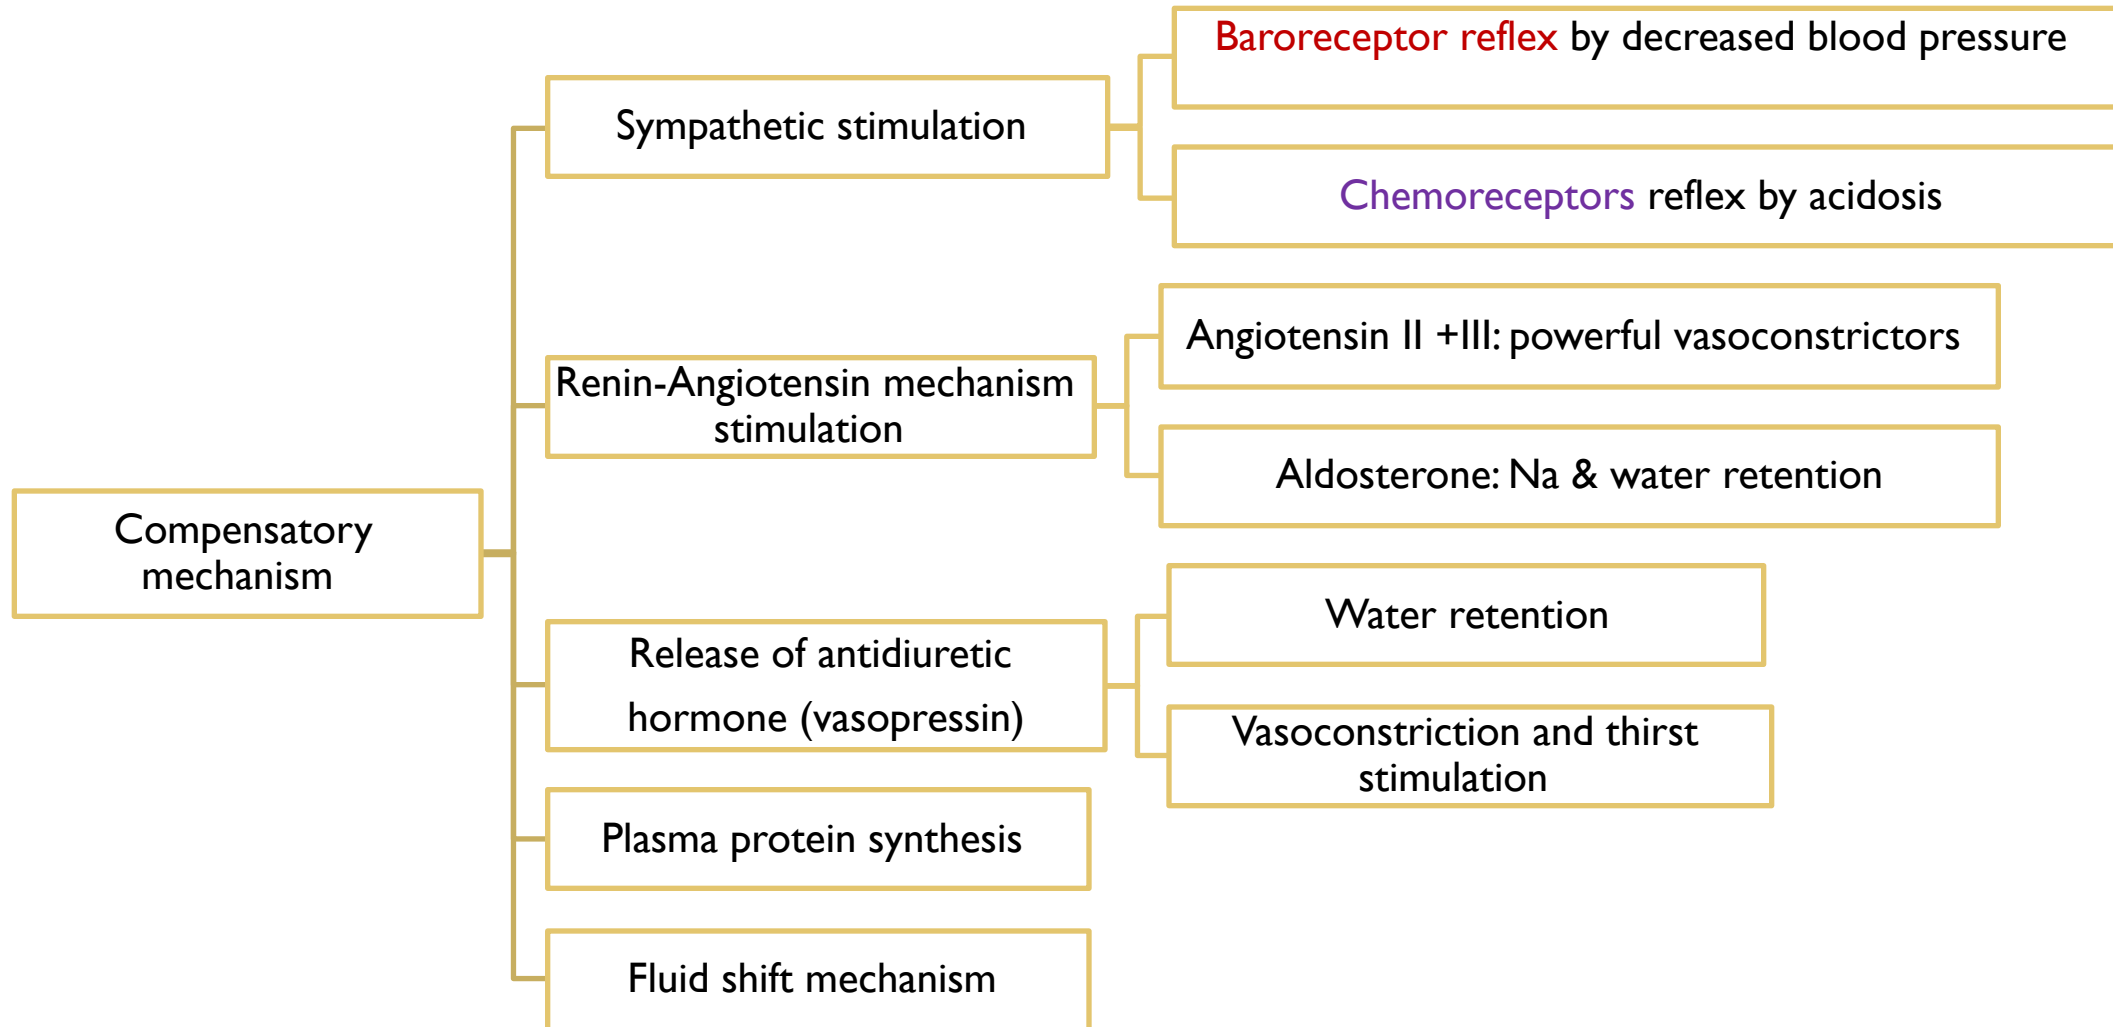 Baroreceptor reflex by decreased blood pressure
Sympathetic stimulation
Chemoreceptors reflex by acidosis
Angiotensin II +III: powerful vasoconstrictors
Renin-Angiotensin mechanism
stimulation
Aldosterone: Na & water retention
Compensatory
mechanism
Water retention
Release of antidiuretic
hormone (vasopressin)
Vasoconstriction and thirst
stimulation
Plasma protein synthesis
Fluid shift mechanism